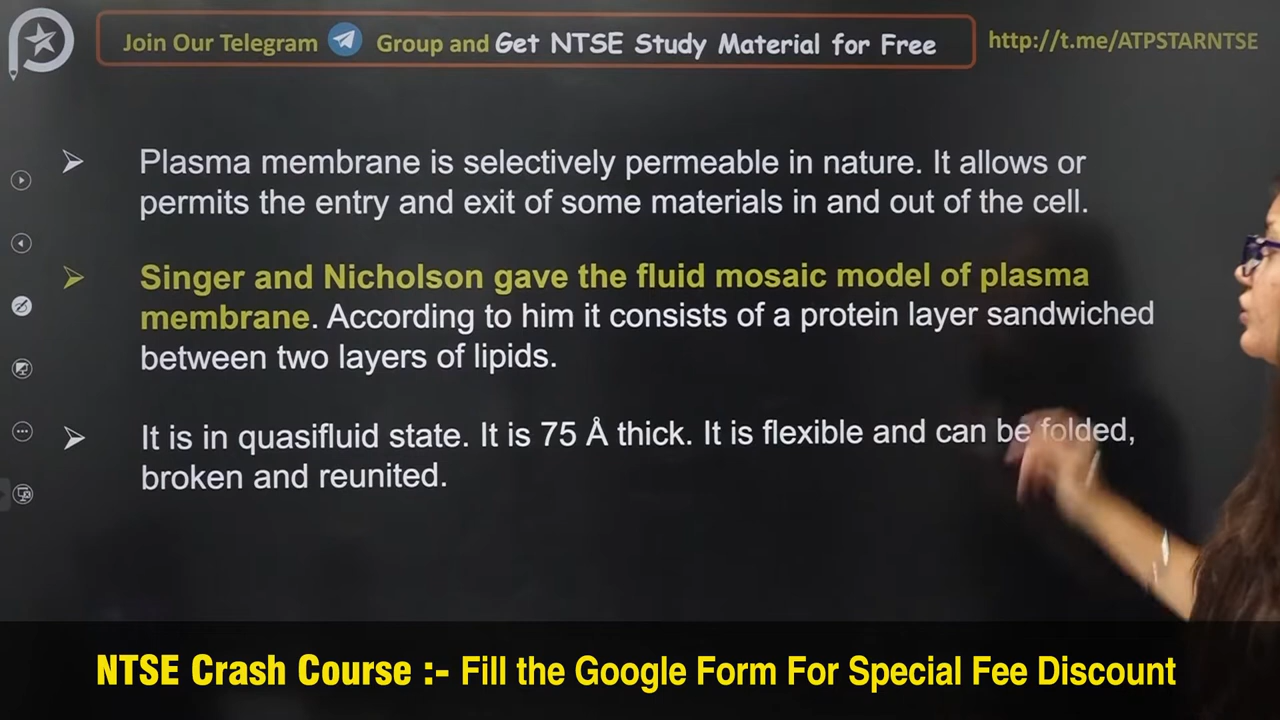 Join Our Telegram Group and Get NTSE Study Material for Free
http://t.me/ATPSTARNTSE
Plasma membrane is selectively permeable in nature. It allows or
permits the entry and exit of some materials in and out of the cell.
Singer and Nicholson gave the fluid mosaic model of plasma
membrane. According to him it consists of a protein layer sandwiched
between two layers of lipids.
It is in quasifluid state. It is 75 Å thick. It is flexible and can be folded,
broken and reunited.
NTSE Crash Course :- Fill the Google Form For Special Fee Discount